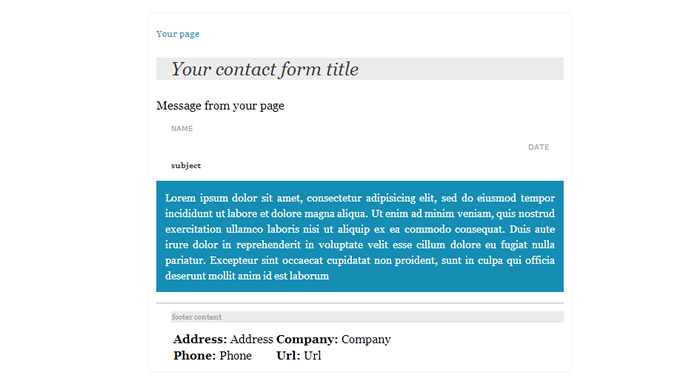 Your page
Your contact form title
Message from your page
NAME
DATE
subject
Lorem ipsum dolor sit amet, consectetur adipisicing elit, sed do eiusmod tempor
incididunt ut labore et dolore magna aliqua. Ut enim ad minim veniam, quis nostrud
exercitation ullamco laboris nisi ut aliquip ex ea commodo consequat. Duis aute
irure dolor in reprehenderit in voluptate velit esse cillum dolore eu fugiat nulla
pariatur. Excepteur sint occaecat cupidatat non proident, sunt in culpa qui officia
deserunt mollit anim id est laborum
footer content
Address: Address Company: Company
Phone: Phone Url: Url